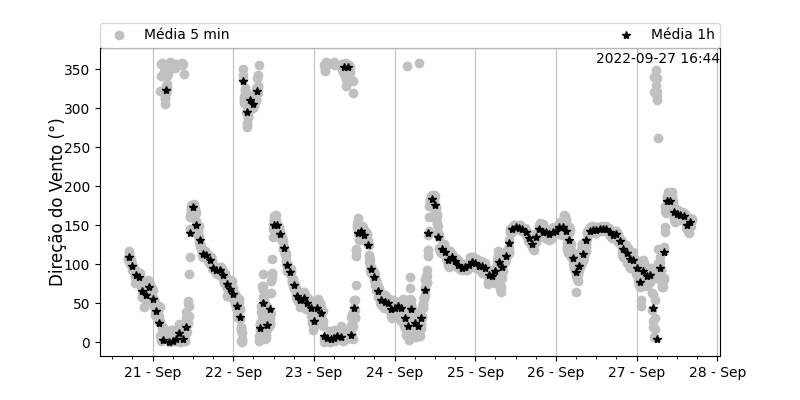 Média 5 min
Média 1h
2022-09-27 16:44
Direção do Vento (°)
350
300
250
200
150
100
50
0
21 - Sep
22 - Sep
23 - Sep
24 - Sep
25 - Sep
26 - Sep
27 - Sep
28 - Sep